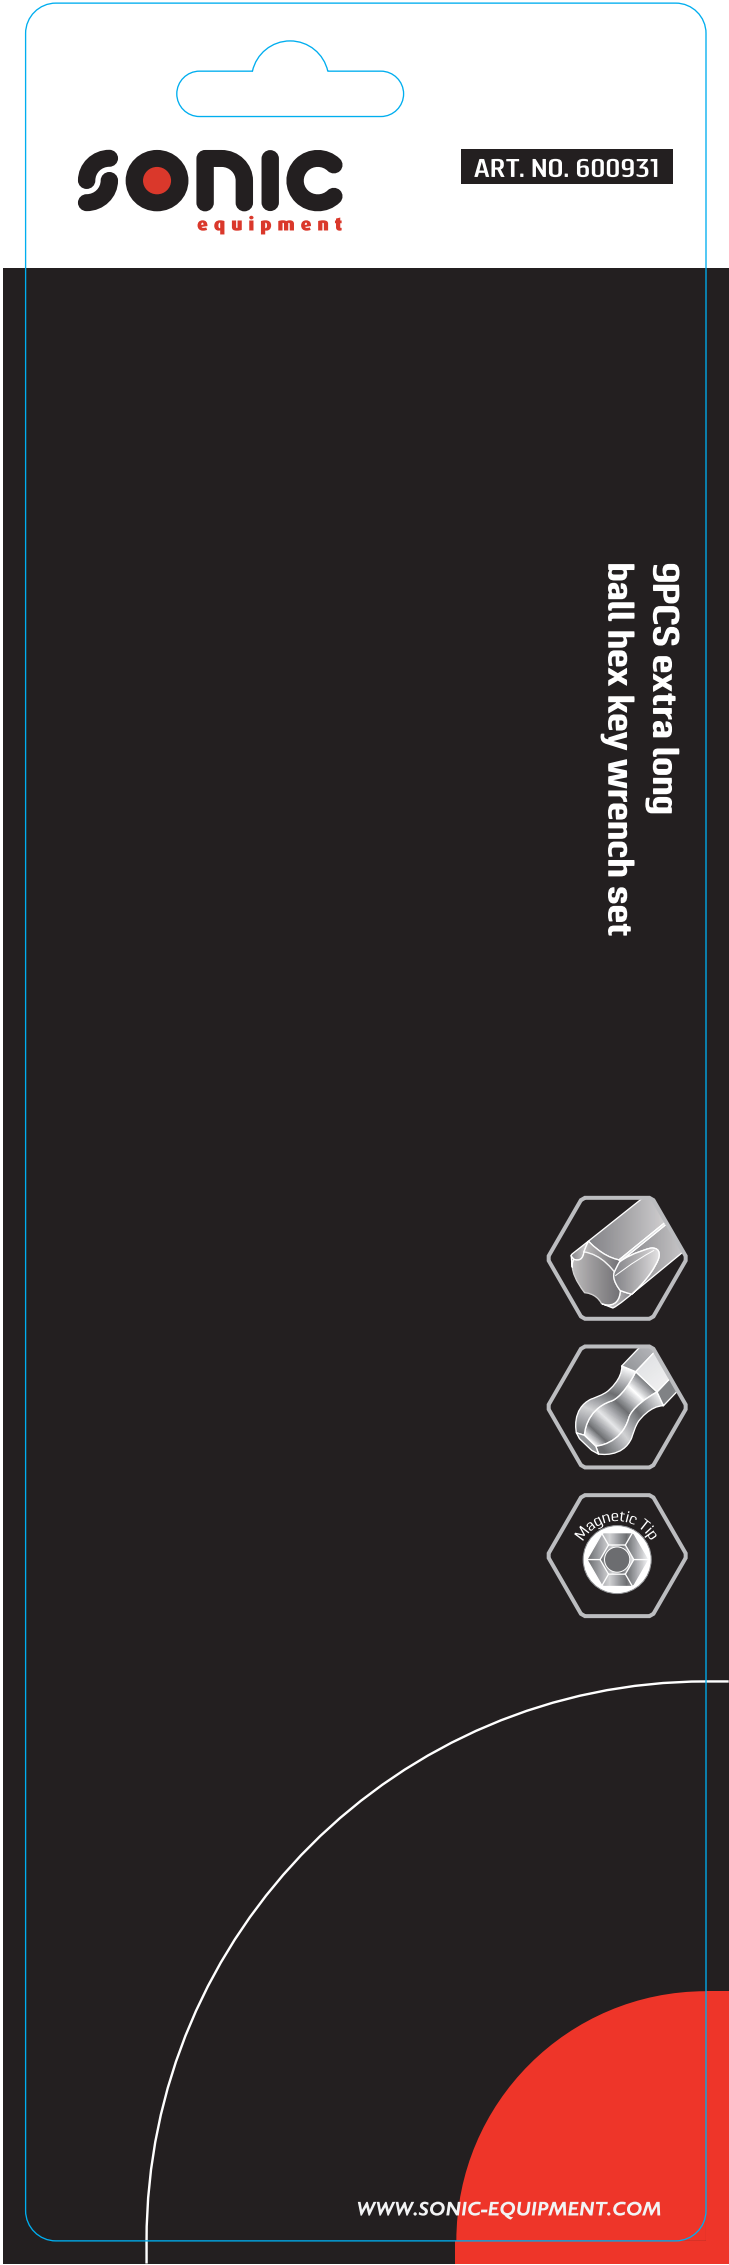 SONIC
equipment
ART. NO. 600931
9PCS extra long
ball hex key wrench set
Magnetic Tip
WWW.SONIC-EQUIPMENT.COM